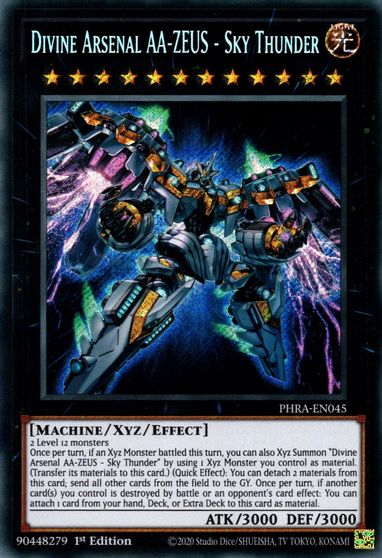 Divine Arsenal AA-ZEUS - Sky Thunder
LIGHT
光
PHRA-EN045
[Machine/Xyz/Effect]
2 Level 12 monsters
Once per turn, if an Xyz Monster battled this turn, you can also Xyz Summon "Divine
Arsenal AA-ZEUS - Sky Thunder" by using 1 Xyz Monster you control as material.
(Transfer its materials to this card.) (Quick Effect): You can detach 2 materials from
this card; send all other cards from the field to the GY. Once per turn, if another
card(s) you control is destroyed by battle or an opponent's card effect: You can
attach 1 card from your hand, Deck, or Extra Deck to this card as material.
ATK/3000 DEF/3000
90448279 1st Edition ©2020 Studio Dice/SHUEISHA, TV TOKYO, KONAMI